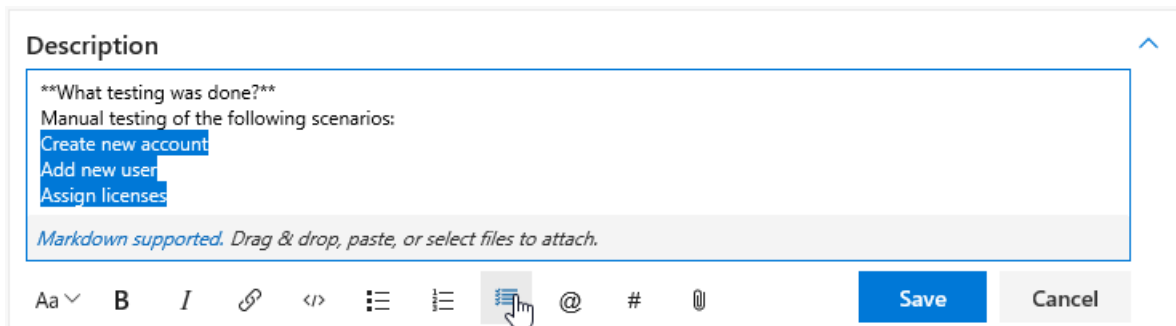 Description
**What testing was done?**
Manual testing of the following scenarios:
Create new account
Add new user
Assign licenses
Markdown supported. Drag & drop, paste, or select files to attach.
Aa B I </> @ # Save Cancel